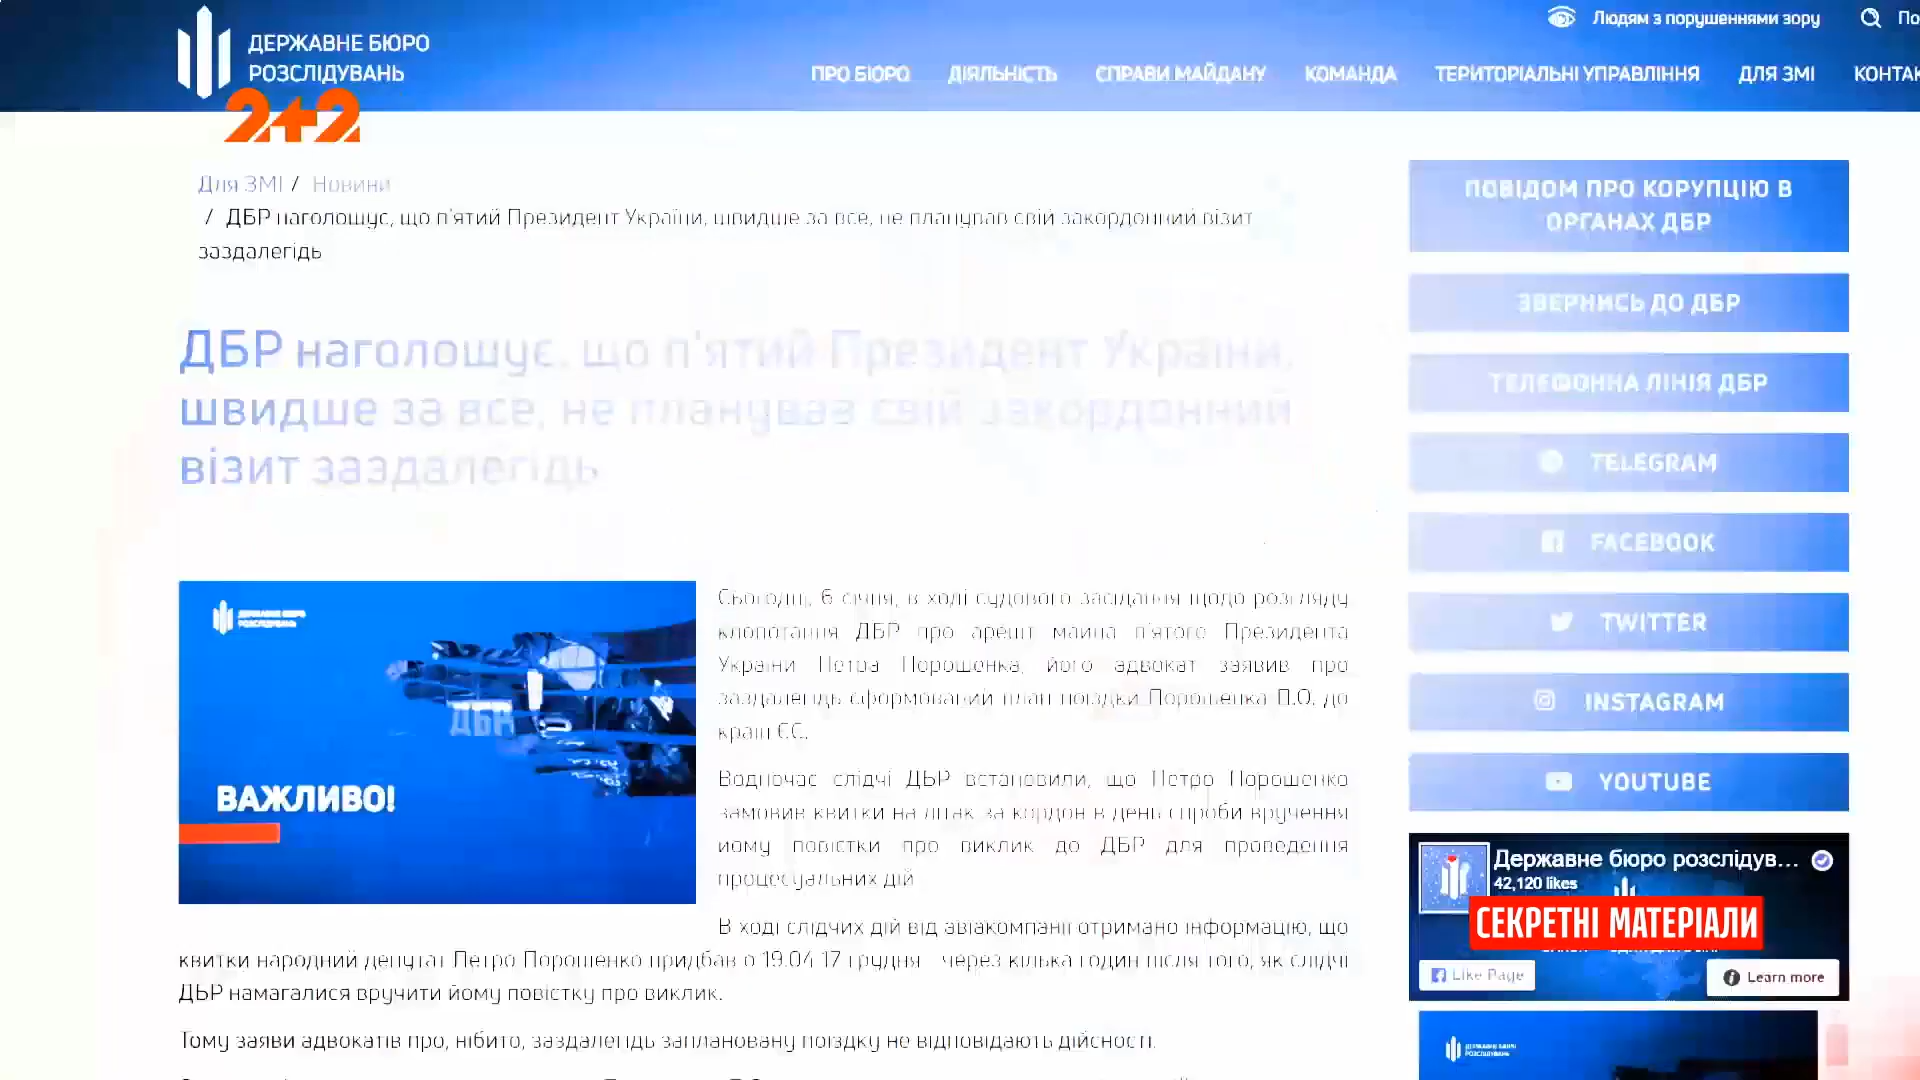 ДЕРЖАВНЕ БЮРО
РОЗСЛІДУВАНЬ
2+2
Людям з порушеннями зору
По
ПРО БЮРО
ДІЯЛЬНІСТЬ
СПРАВИ МАЙДАНУ
КОМАНДА
ТЕРИТОРІАЛЬНІ УПРАВЛІННЯ
ДЛЯ ЗМІ
КОНТАК
Для ЗМІ / Новини
/ ДБР наголошує, що п'ятий Президент України, швидше за все, не планував свій закордонний візит
заздалегідь
ДБР наголошує, що п'ятий Президент України,
швидше за все, не планував свій закордонний
візит заздалегідь
ДЕРЖАВНЕ БЮРО
РОЗСЛІДУВАНЬ
ДБР
ВАЖЛИВО!
Сьогодні, 6 січня, в ході судового засідання щодо розгляду
клопотання ДБР про арешт майна п'ятого Президента
України Петра Порошенка, його адвокат заявив про
заздалегідь сформований план поїздки Порошенка П.О. до
країн ЄС.
Водночас слідчі ДБР встановили, що Петро Порошенко
замовив квитки на літак за кордон в день спроби вручення
йому повістки про виклик до ДБР для проведення
процесуальних дій.
В ході слідчих дій від авіакомпанії отримано інформацію, що
квитки народний депутат Петро Порошенко придбав о 19.04 17 грудня - через кілька годин після того, як слідчі
ДБР намагалися вручити йому повістку про виклик.
Тому заяви адвокатів про, нібито, заздалегідь заплановану поїздку не відповідають дійсності.
ПОВІДОМ ПРО КОРУПЦІЮ В
ОРГАНАХ ДБР
ЗВЕРНИСЬ ДО ДБР
ТЕЛЕФОННА ЛІНІЯ ДБР
TELEGRAM
FACEBOOK
TWITTER
INSTAGRAM
YOUTUBE
Державне бюро розслідув...
42,120 likes
СЕКРЕТНІ МАТЕРІАЛИ
Like Page
Learn more
ДЕРЖАВНЕ БЮРО
РОЗСЛІДУВАНЬ